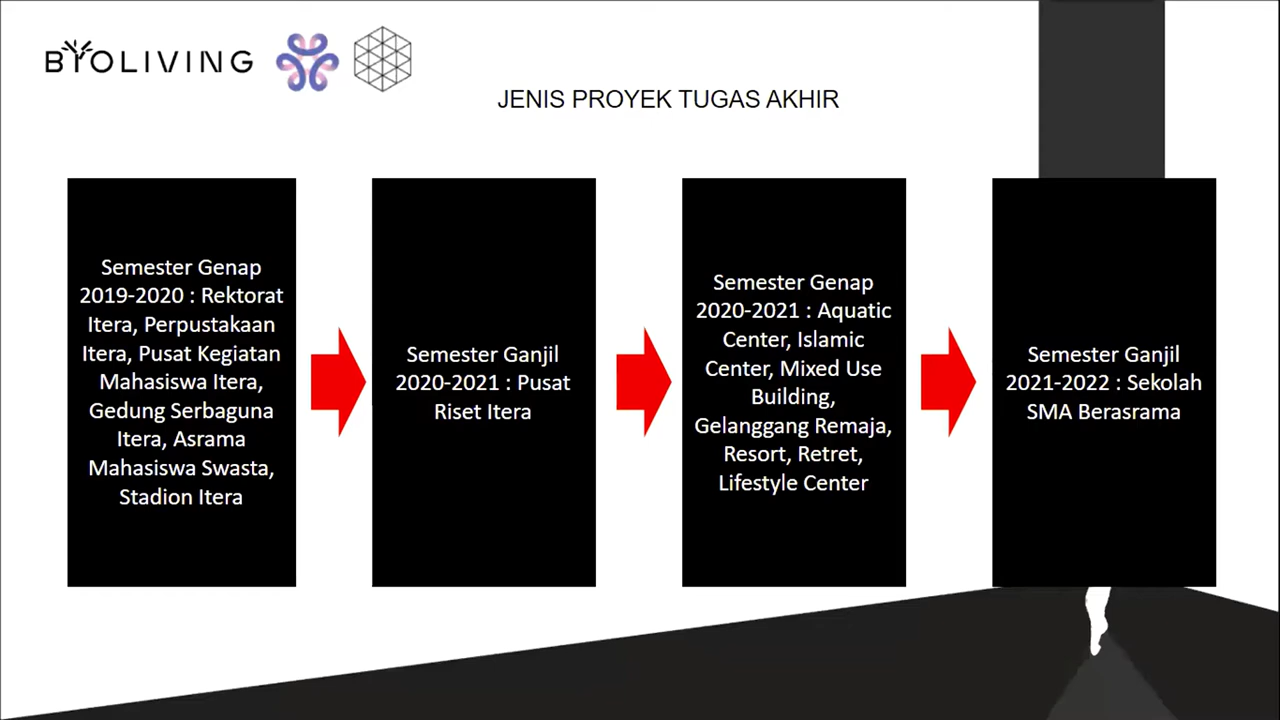 BYOLIVING
JENIS PROYEK TUGAS AKHIR
Semester Genap
2019-2020 : Rektorat
Itera, Perpustakaan
Itera, Pusat Kegiatan
Mahasiswa Itera,
Gedung Serbaguna
Itera, Asrama
Mahasiswa Swasta,
Stadion Itera
Semester Ganjil
2020-2021 : Pusat
Riset Itera
Semester Genap
2020-2021 : Aquatic
Center, Islamic
Center, Mixed Use
Building,
Gelanggang Remaja,
Resort, Retret,
Lifestyle Center
Semester Ganjil
2021-2022 : Sekolah
SMA Berasrama